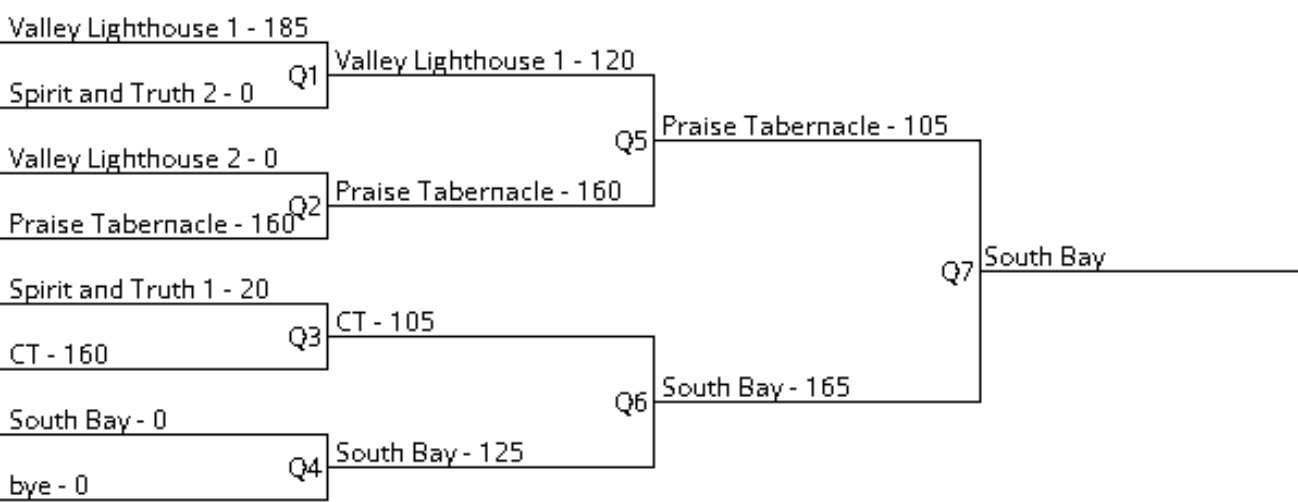 Valley Lighthouse 1 - 185
Spirit and Truth 2 - 0
Q1
Valley Lighthouse 1 - 120
Valley Lighthouse 2 - 0
Praise Tabernacle - 160
Q2
Praise Tabernacle - 160
Q5
Praise Tabernacle - 105
Spirit and Truth 1 - 20
CT - 160
Q3
CT - 105
South Bay - 0
bye - 0
Q4
South Bay - 125
Q6
South Bay - 165
Q7
South Bay